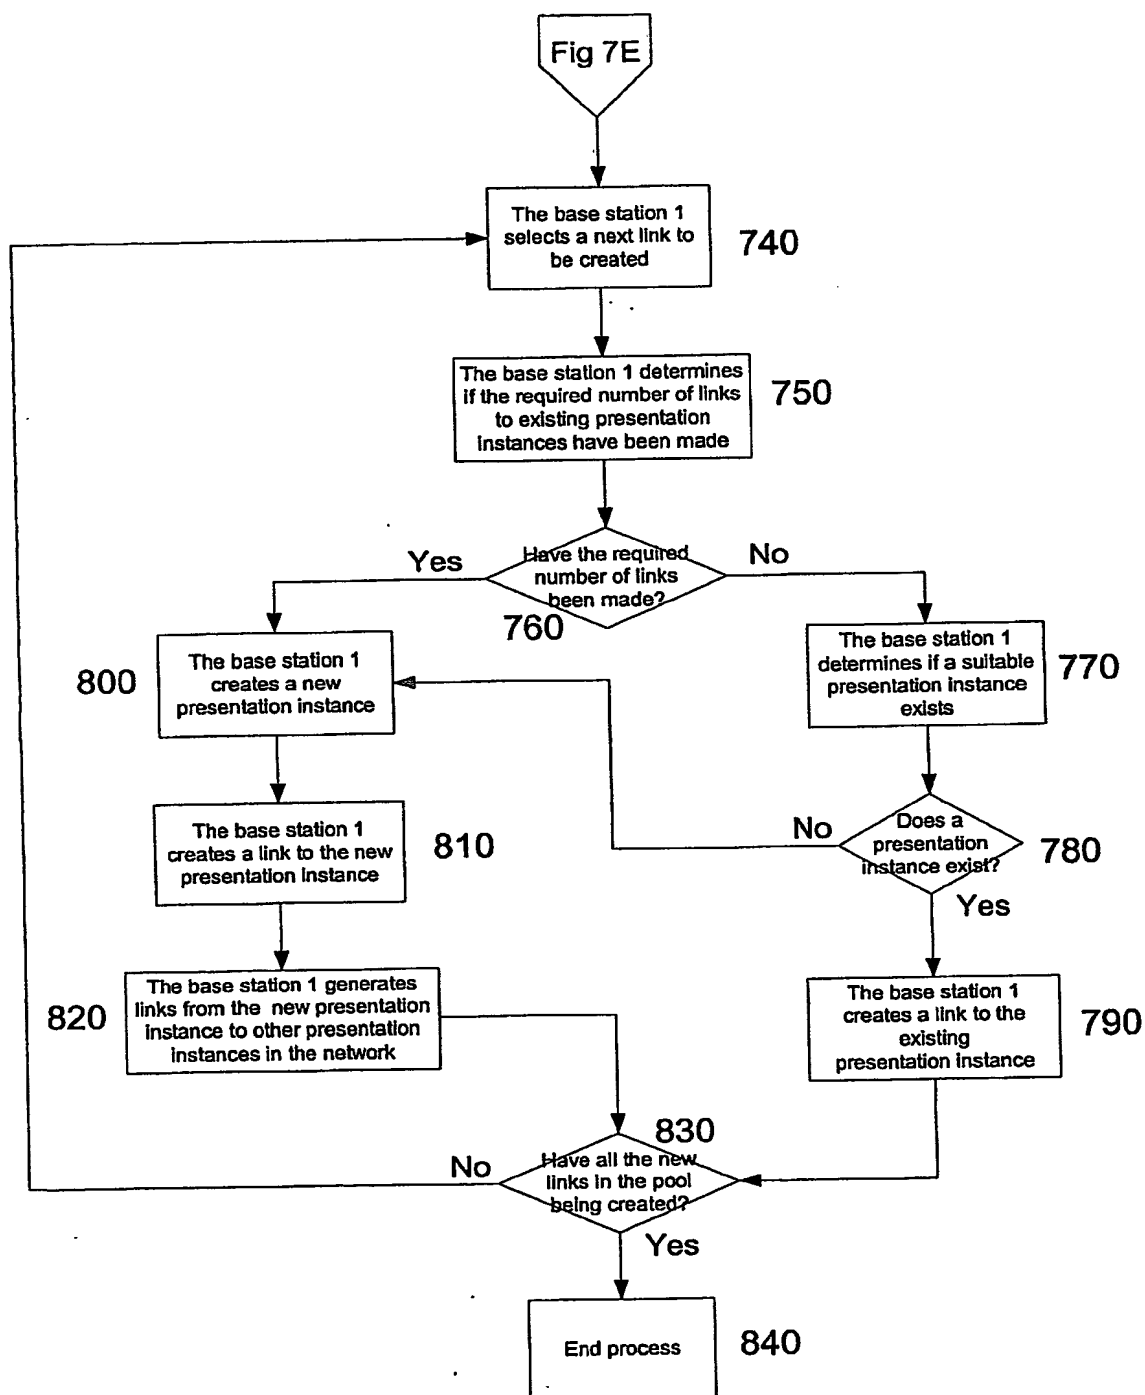 Fig 7E
The base station 1
selects a next link to
be created
740
The base station 1 determines
if the required number of links
to existing presentation
instances have been made
750
Yes
Have the required
number of links
been made?
No
760
The base station 1
creates a new
presentation instance
800
The base station 1
determines if a suitable
presentation instance
exists
770
The base station 1
creates a link to the new
presentation instance
810
No
Does a
presentation
instance exist?
780
Yes
The base station 1 generates
links from the new presentation
instance to other presentation
instances in the network
820
The base station 1
creates a link to the
existing
presentation instance
790
830
No
Have all the new
links in the pool
being created?
Yes
End process
840